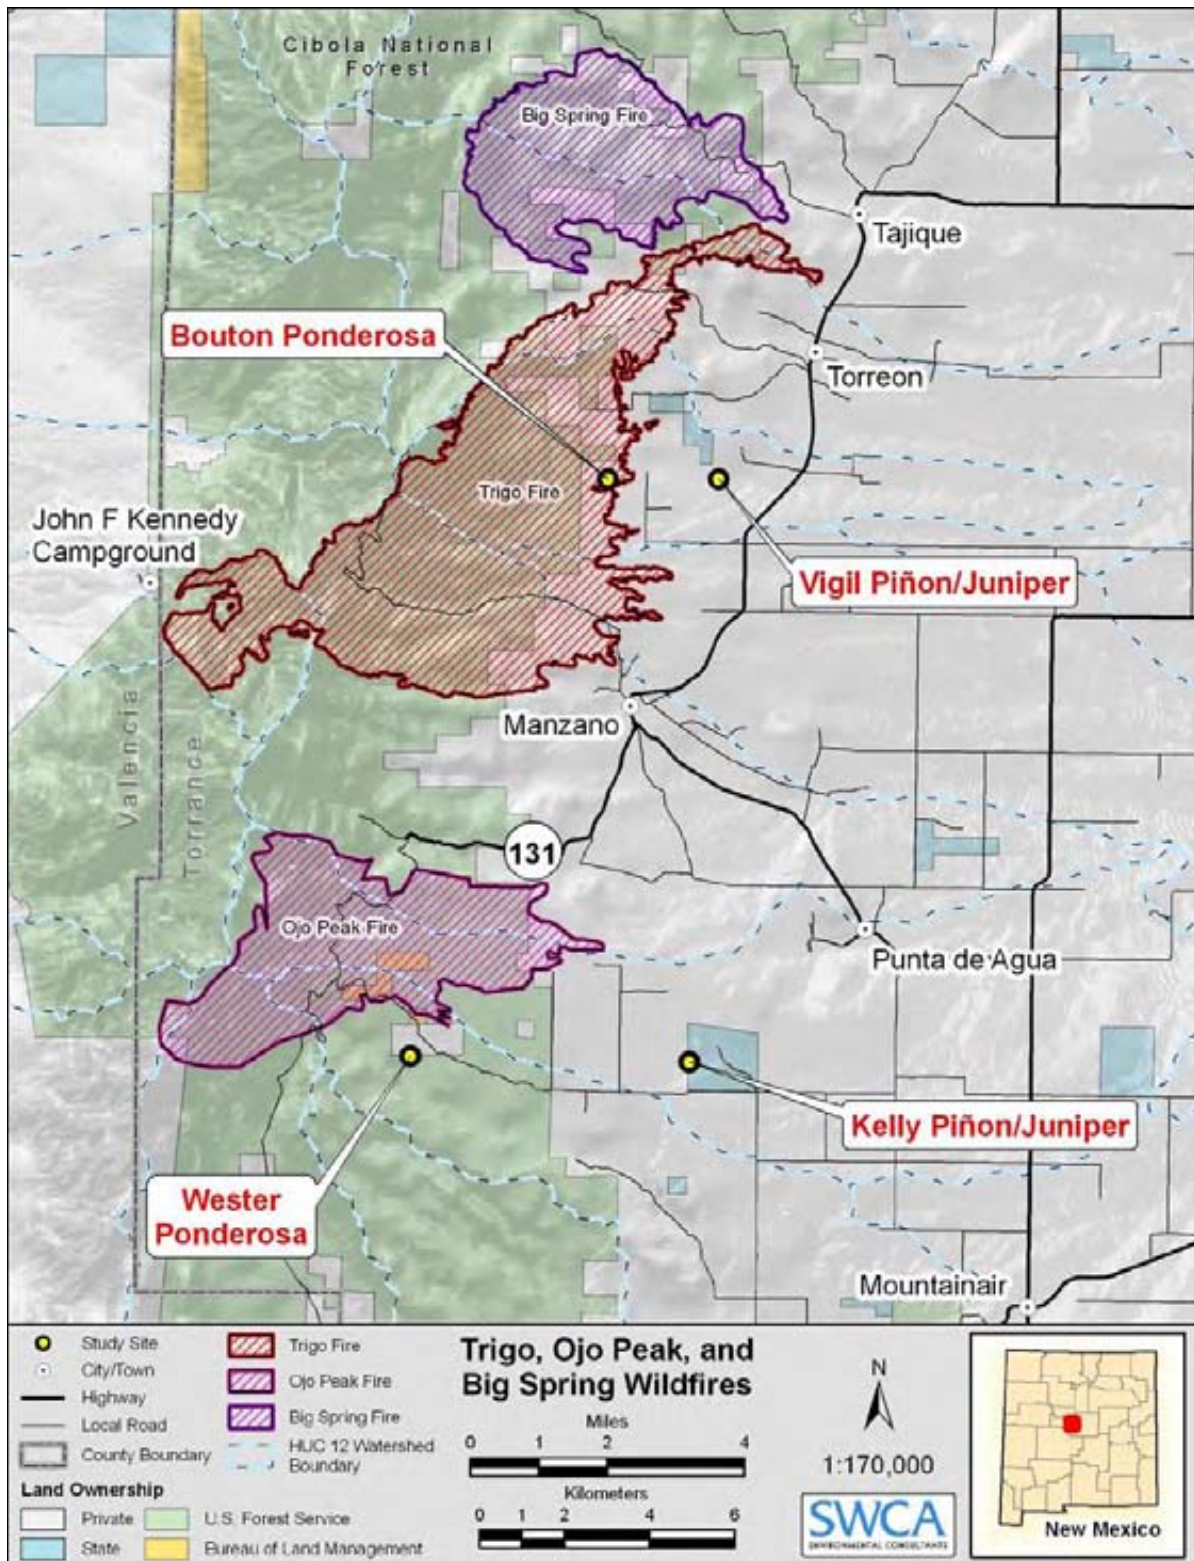 Cibola National
Forest
Big Spring Fire
Tajique
Bouton Ponderosa
Torreon
Trigo Fire
John F Kennedy
Campground
Vigil Piñon/Juniper
Valencia
Torrance
Manzano
131
Ojo Peak Fire
Punta de Agua
Kelly Piñon/Juniper
Wester
Ponderosa
Mountainair
Study Site
City/Town
Highway
Local Road
County Boundary
Trigo Fire
Ojo Peak Fire
Big Spring Fire
HUC 12 Watershed
Boundary
Land Ownership
Private
U.S. Forest Service
State
Bureau of Land Management
Trigo, Ojo Peak, and
Big Spring Wildfires
Miles
0 1 2 4
Kilometers
0 1 2 4 6
N
1:170,000
SWCA
ENVIRONMENTAL CONSULTANTS
New Mexico